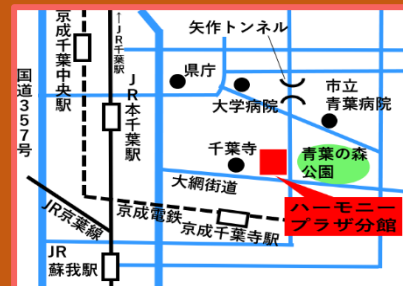 京成千葉中央駅
←JR千葉駅
矢作トンネル
県庁
国道357号
JR本千葉駅
大学病院
市立
青葉病院
千葉寺
青葉の森
公園
大網街道
ハーモニー
プラザ分館
JR京葉線
京成電鉄
京成千葉寺駅
JR
蘇我駅